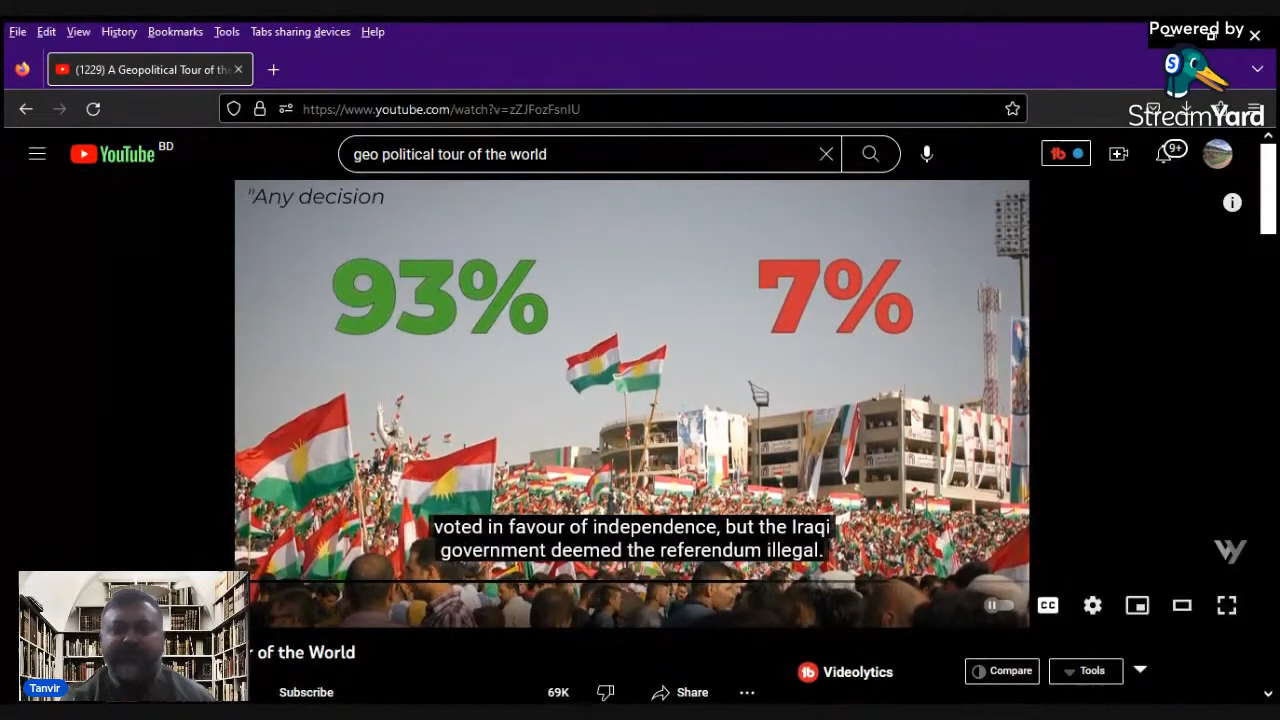 File Edit View History Bookmarks Tools Tabs sharing devices Help
Powered by
(1229) A Geopolitical Tour of the
StreamYard
https://www.youtube.com/watch?v=zZJFozFsnIU
YouTube BD
geo political tour of the world
9+
"Any decision
93% 7%
voted in favour of independence, but the Iraqi
government deemed the referendum illegal.
CC
Tanvir
of the World
Videolytics
Compare
Tools
Subscribe
69K
Share